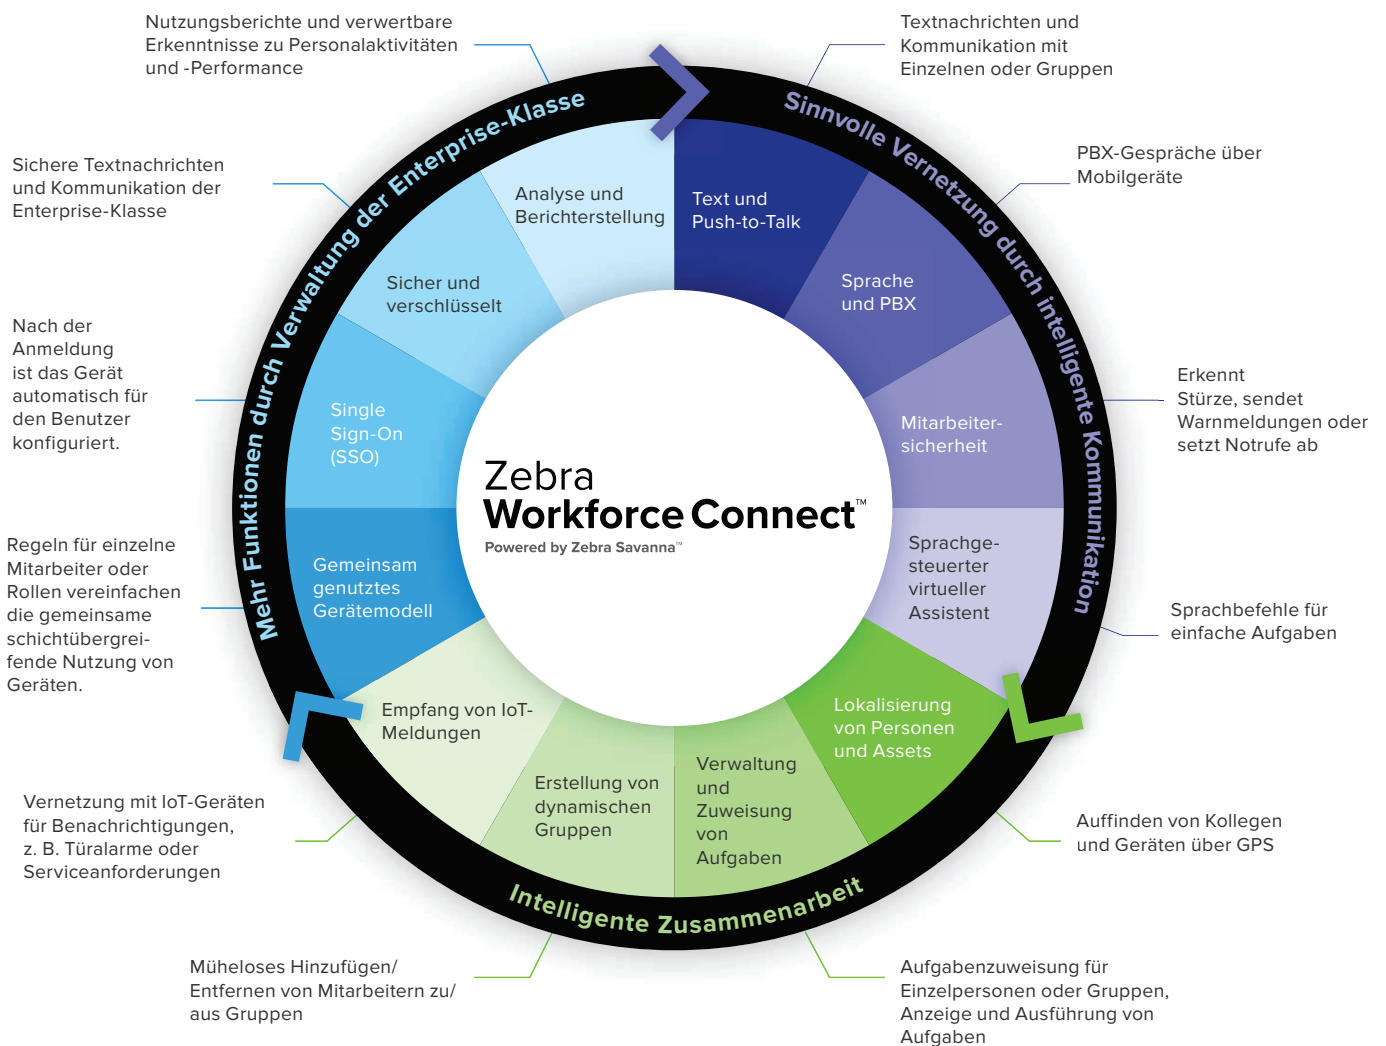 Nutzungsberichte und verwertbare
Erkenntnisse zu Personalaktivitäten
und -Performance
Textnachrichten und
Kommunikation mit
Einzelnen oder Gruppen
Sichere Textnachrichten
und Kommunikation der
Enterprise-Klasse
PBX-Gespräche über
Mobilgeräte
Nach der
Anmeldung
ist das Gerät
automatisch für
den Benutzer
konfiguriert.
Erkennt
Stürze, sendet
Warnmeldungen oder
setzt Notrufe ab
Regeln für einzelne
Mitarbeiter oder
Rollen vereinfachen
die gemeinsame
schichtübergrei-
fende Nutzung von
Geräten.
Sprachbefehle für
einfache Aufgaben
Vernetzung mit IoT-Geräten
für Benachrichtigungen,
z. B. Türalarme oder
Serviceanforderungen
Auffinden von Kollegen
und Geräten über GPS
Müheloses Hinzufügen/
Entfernen von Mitarbeitern zu/
aus Gruppen
Aufgabenzuweisung für
Einzelpersonen oder Gruppen,
Anzeige und Ausführung von
Aufgaben
Mehr Funktionen durch Verwaltung der Enterprise-Klasse
Sinnvolle Vernetzung durch intelligente Kommunikation
Intelligente Zusammenarbeit
Analyse und
Berichterstellung
Text und
Push-to-Talk
Sicher und
verschlüsselt
Sprache
und PBX
Single
Sign-On
(SSO)
Mitarbeiter-
sicherheit
Gemeinsam
genutztes
Gerätemodell
Sprachge-
steuerter
virtueller
Assistent
Empfang von IoT-
Meldungen
Lokalisierung
von Personen
und Assets
Erstellung von
dynamischen
Gruppen
Verwaltung
und
Zuweisung
von
Aufgaben
Zebra
Workforce Connect™
Powered by Zebra Savanna™